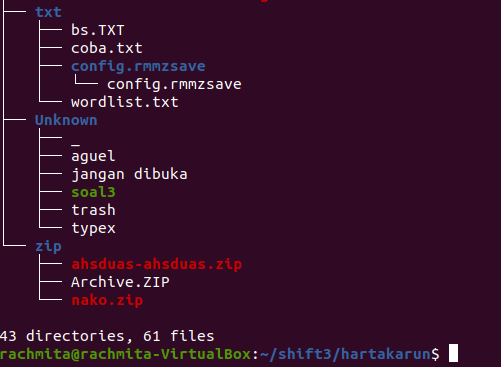 ├── txt
│   ├── bs.TXT
│   ├── coba.txt
│   ├── config.rmmzsave
│   │   └── config.rmmzsave
│   └── wordlist.txt
├── Unknown
│   ├── _
│   ├── aguel
│   ├── jangan dibuka
│   ├── soal3
│   ├── trash
│   └── typex
└── zip
    ├── ahsduas-ahsduas.zip
    ├── Archive.ZIP
    └── nako.zip
43 directories, 61 files
rachmita@rachmita-VirtualBox:~/shift3/hartakarun$